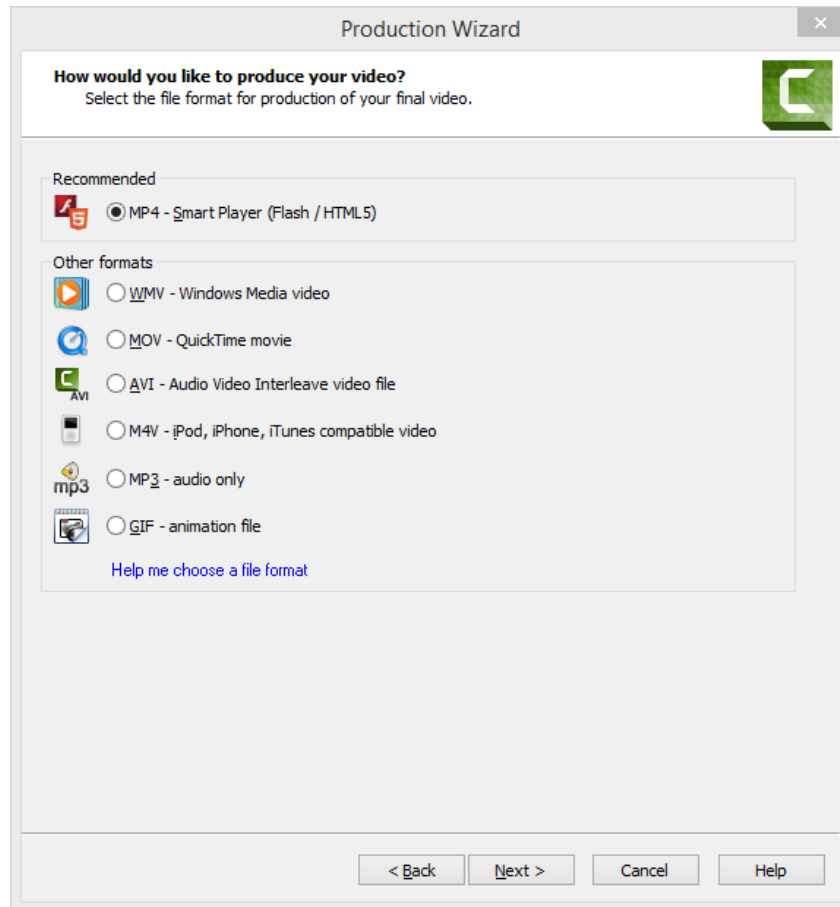 Production Wizard
How would you like to produce your video?
Select the file format for production of your final video.
Recommended
MP4 - Smart Player (Flash / HTML5)
Other formats
WMV - Windows Media video
MOV - QuickTime movie
AVI
AVI - Audio Video Interleave video file
M4V - iPod, iPhone, iTunes compatible video
mp3
MP3 - audio only
GIF - animation file
Help me choose a file format
< Back
Next >
Cancel
Help